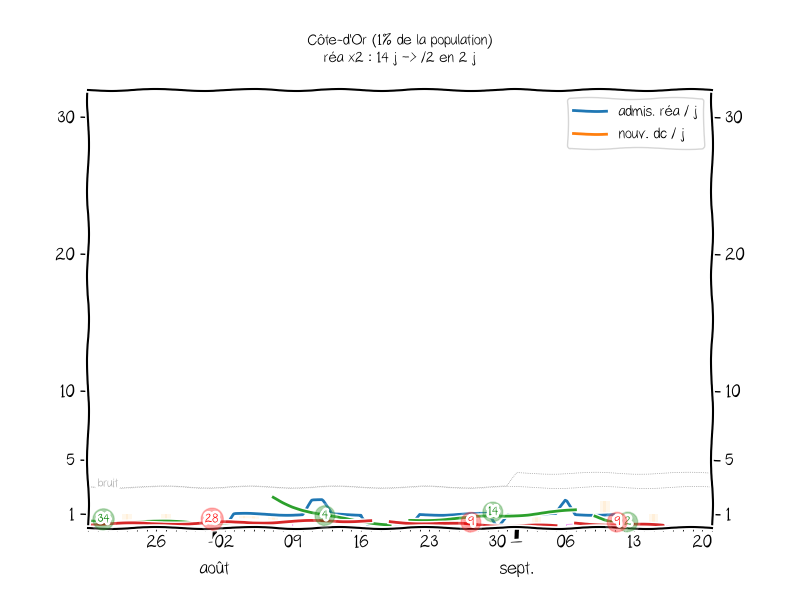 Côte-d'Or (1% de la population)
réa x2 : 14 j -> /2 en 2 j
admis. réa / j
nouv. dc / j
30 30
20 20
10 10
5 5
bruit
1 1
34 28 4 9 14 9 2
26 02 09 16 23 30 06 13 20
août sept.